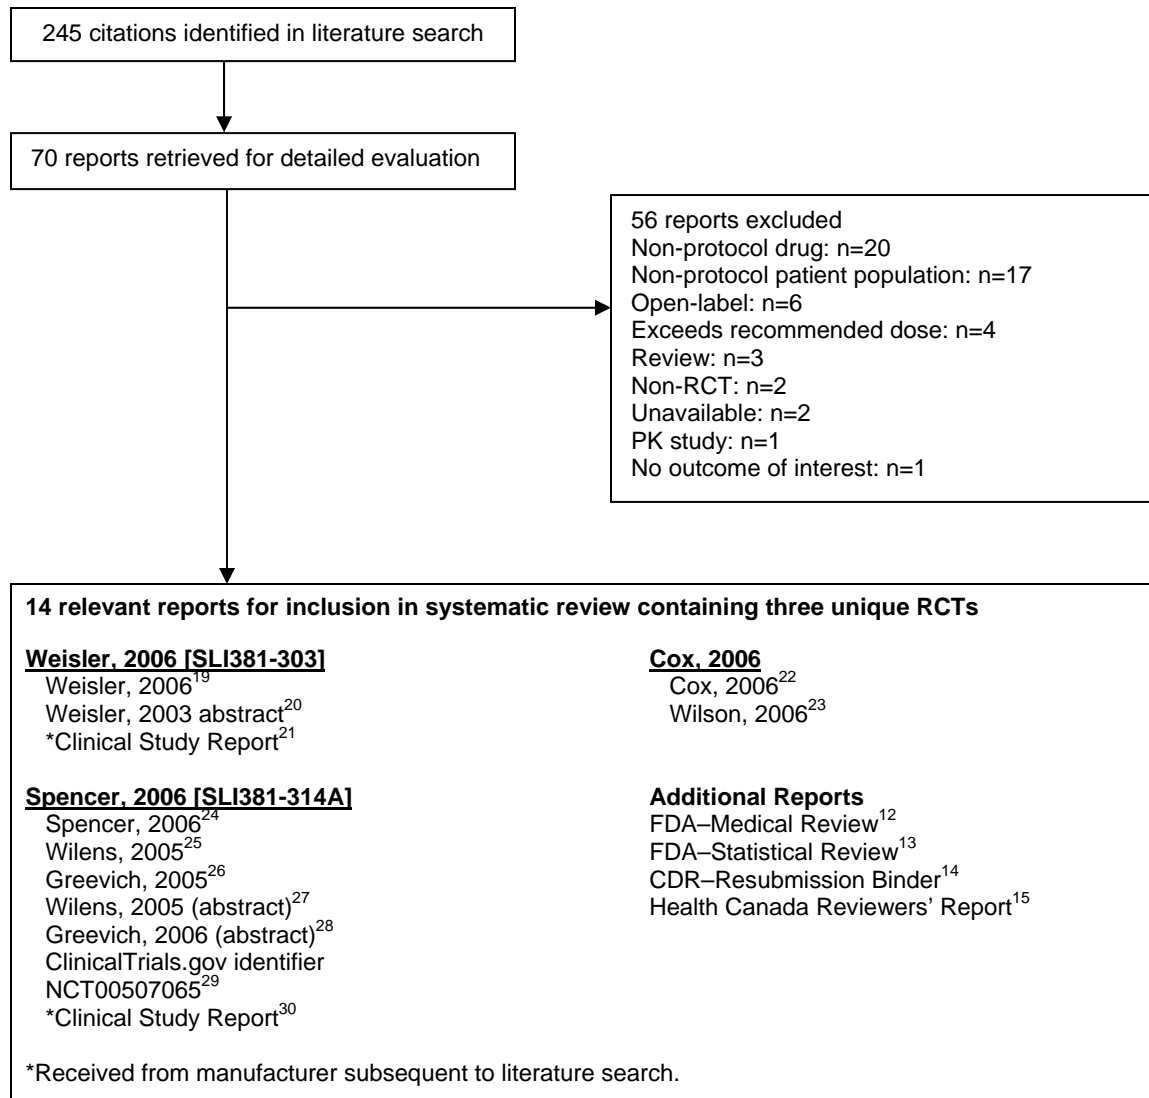 245 citations identified in literature search
70 reports retrieved for detailed evaluation
56 reports excluded
Non-protocol drug: n=20
Non-protocol patient population: n=17
Open-label: n=6
Exceeds recommended dose: n=4
Review: n=3
Non-RCT: n=2
Unavailable: n=2
PK study: n=1
No outcome of interest: n=1
14 relevant reports for inclusion in systematic review containing three unique RCTs
Weisler, 2006 [SLI381-303]
Weisler, 2006¹⁹
Weisler, 2003 abstract²⁰
*Clinical Study Report²¹
Cox, 2006
Cox, 2006²²
Wilson, 2006²³
Spencer, 2006 [SLI381-314A]
Spencer, 2006²⁴
Wilens, 2005²⁵
Greevich, 2005²⁶
Wilens, 2005 (abstract)²⁷
Greevich, 2006 (abstract)²⁸
ClinicalTrials.gov identifier
NCT00507065²⁹
*Clinical Study Report³⁰
Additional Reports
FDA–Medical Review¹²
FDA–Statistical Review¹³
CDR–Resubmission Binder¹⁴
Health Canada Reviewers' Report¹⁵
*Received from manufacturer subsequent to literature search.